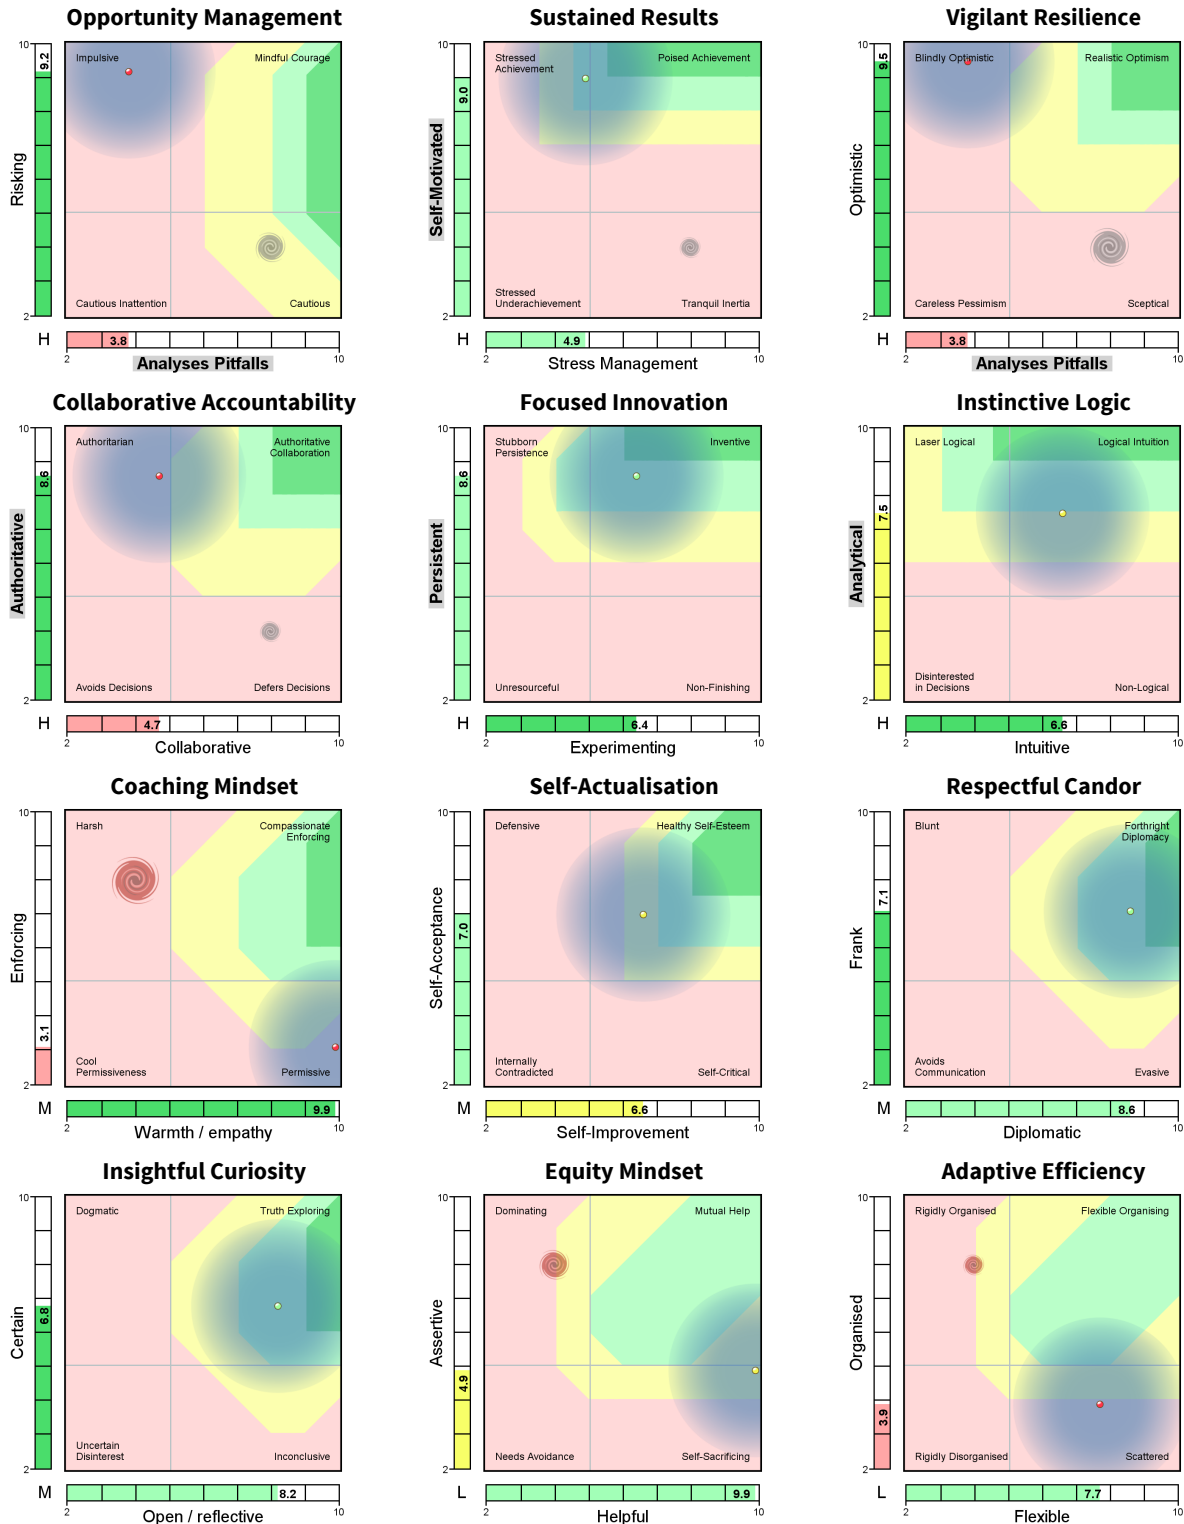 Opportunity Management
10
9.2
Risking
2
Impulsive
Mindful Courage
Cautious Inattention
Cautious
H
3.8
2
10
Analyses Pitfalls
Sustained Results
10
9.0
Self-Motivated
2
Stressed
Achievement
Poised Achievement
Stressed
Underachievement
Tranquil Inertia
H
4.9
2
10
Stress Management
Vigilant Resilience
10
9.5
Optimistic
2
Blindly Optimistic
Realistic Optimism
Careless Pessimism
Sceptical
H
3.8
2
10
Analyses Pitfalls
Collaborative Accountability
10
8.6
Authoritative
2
Authoritarian
Authoritative
Collaboration
Avoids Decisions
Defers Decisions
H
4.7
2
10
Collaborative
Focused Innovation
10
8.6
Persistent
2
Stubborn
Persistence
Inventive
Unresourceful
Non-Finishing
H
6.4
2
10
Experimenting
Instinctive Logic
10
7.5
Analytical
2
Laser Logical
Logical Intuition
Disinterested
in Decisions
Non-Logical
H
6.6
2
10
Intuitive
Coaching Mindset
10
3.1
Enforcing
2
Harsh
Compassionate
Enforcing
Cool
Permissiveness
Permissive
M
9.9
2
10
Warmth / empathy
Self-Actualisation
10
7.0
Self-Acceptance
2
Defensive
Healthy Self-Esteem
Internally
Contradicted
Self-Critical
M
6.6
2
10
Self-Improvement
Respectful Candor
10
7.1
Frank
2
Blunt
Forthright
Diplomacy
Avoids
Communication
Evasive
M
8.6
2
10
Diplomatic
Insightful Curiosity
10
6.8
Certain
2
Dogmatic
Truth Exploring
Uncertain
Disinterest
Inconclusive
M
8.2
2
10
Open / reflective
Equity Mindset
10
4.9
Assertive
2
Dominating
Mutual Help
Needs Avoidance
Self-Sacrificing
L
9.9
2
10
Helpful
Adaptive Efficiency
10
3.9
Organised
2
Rigidly Organised
Flexible Organising
Rigidly Disorganised
Scattered
L
7.7
2
10
Flexible